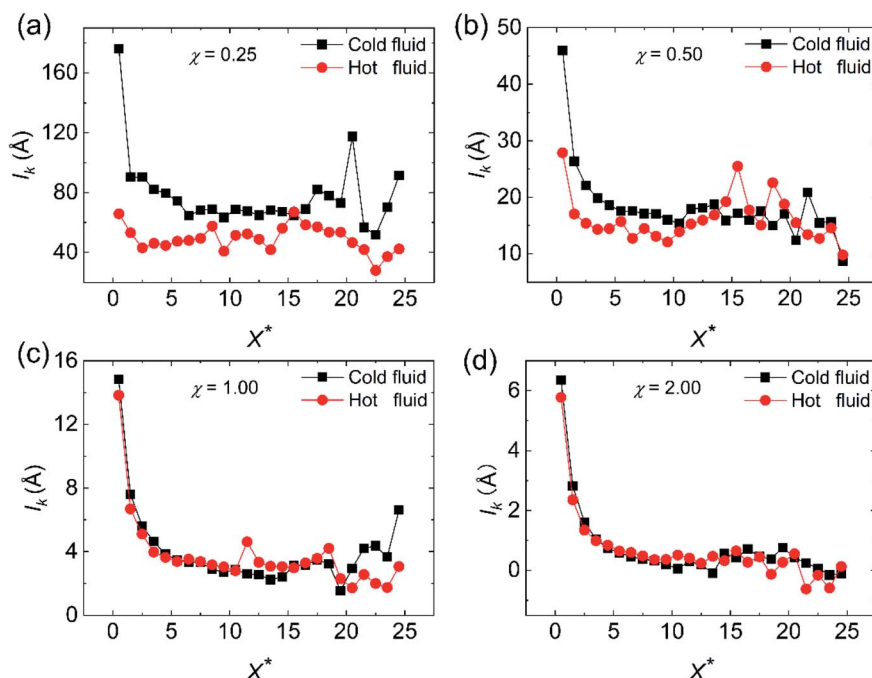 (a)
χ = 0.25
Cold fluid
Hot fluid
160
120
80
40
l_k (Å)
0 5 10 15 20 25
X*
(b)
χ = 0.50
Cold fluid
Hot fluid
50
40
30
20
10
l_k (Å)
0 5 10 15 20 25
X*
(c)
χ = 1.00
Cold fluid
Hot fluid
16
12
8
4
0
l_k (Å)
0 5 10 15 20 25
X*
(d)
χ = 2.00
Cold fluid
Hot fluid
6
4
2
0
l_k (Å)
0 5 10 15 20 25
X*